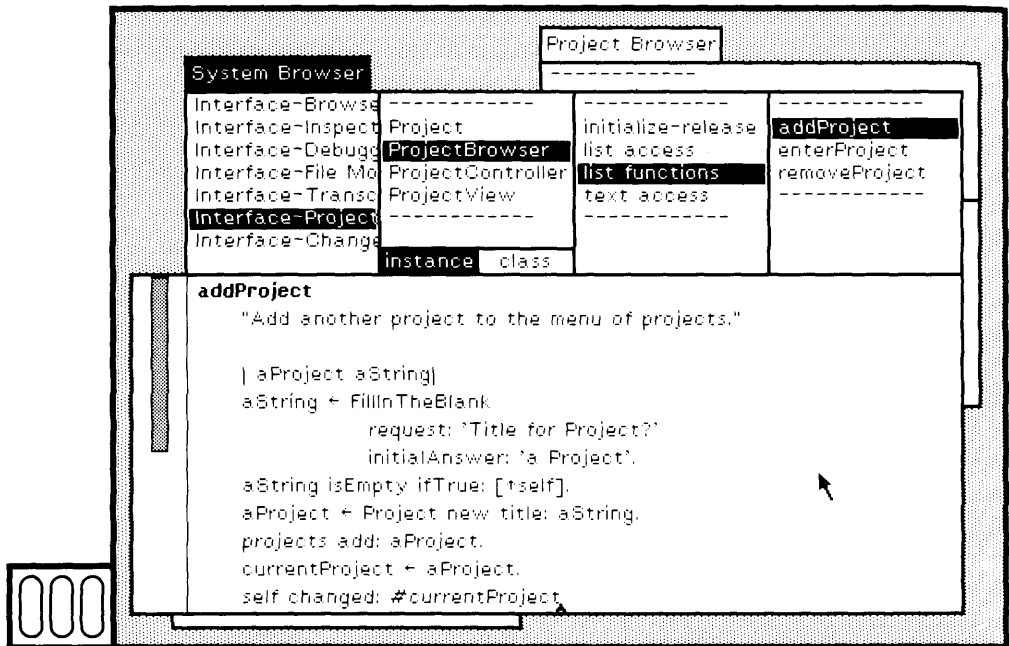 Project Browser
System Browser
------------
Interface-Browse
Interface-Inspect
Interface-Debugg
Interface-File Mo
Interface-Transc
Interface-Project
Interface-Change
------------
Project
ProjectBrowser
ProjectController
ProjectView
------------
instance class
------------
initialize-release
list access
list functions
text access
------------
------------
addProject
enterProject
removeProject
------------
addProject
"Add another project to the menu of projects."
| aProject aString|
aString ← FillInTheBlank
request: 'Title for Project?'
initialAnswer: 'a Project'.
aString isEmpty ifTrue: [↑self].
aProject ← Project new title: aString.
projects add: aProject.
currentProject ← aProject.
self changed: #currentProject